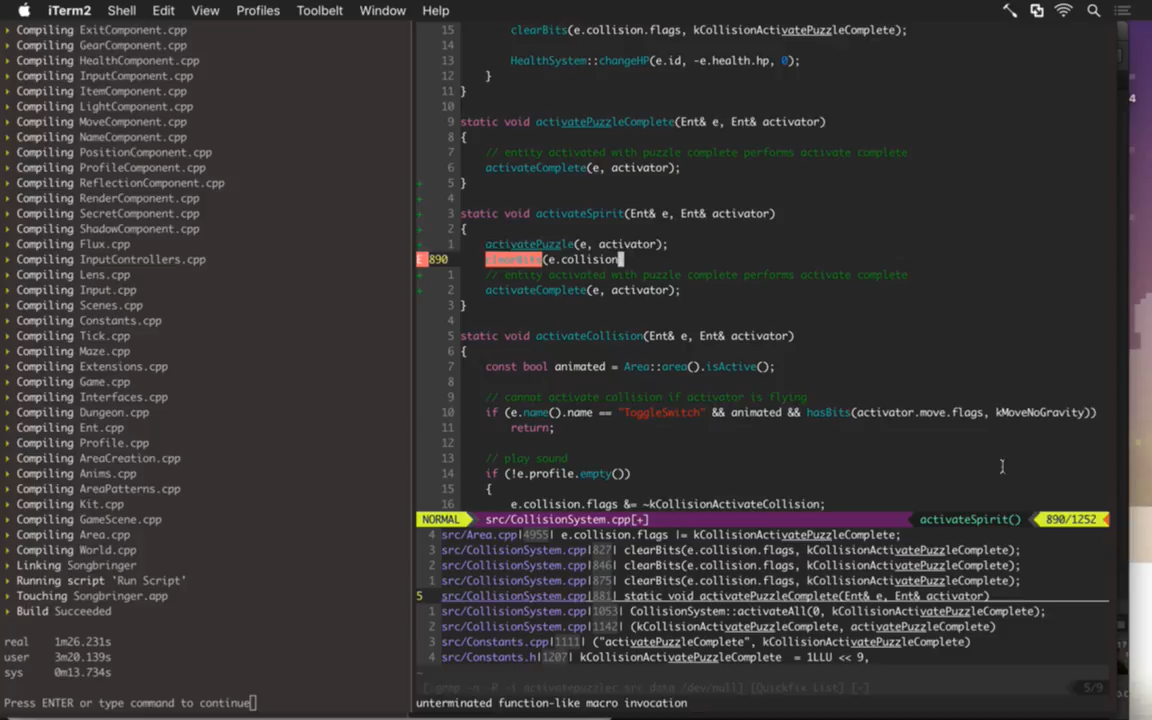 iTerm2 Shell Edit View Profiles Toolbelt Window Help
Compiling ExitComponent.cpp
Compiling GearComponent.cpp
Compiling HealthComponent.cpp
Compiling InputComponent.cpp
Compiling ItemComponent.cpp
Compiling LightComponent.cpp
Compiling MoveComponent.cpp
Compiling NameComponent.cpp
Compiling PositionComponent.cpp
Compiling ProfileComponent.cpp
Compiling ReflectionComponent.cpp
Compiling RenderComponent.cpp
Compiling SecretComponent.cpp
Compiling ShadowComponent.cpp
Compiling Flux.cpp
Compiling InputControllers.cpp
Compiling Lens.cpp
Compiling Input.cpp
Compiling Scenes.cpp
Compiling Constants.cpp
Compiling Tick.cpp
Compiling Maze.cpp
Compiling Extensions.cpp
Compiling Game.cpp
Compiling Interfaces.cpp
Compiling Dungeon.cpp
Compiling Ent.cpp
Compiling Profile.cpp
Compiling AreaCreation.cpp
Compiling Anims.cpp
Compiling AreaPatterns.cpp
Compiling Kit.cpp
Compiling GameScene.cpp
Compiling Area.cpp
Compiling World.cpp
Linking Songbringer
Running script 'Run Script'
Touching Songbringer.app
Build Succeeded
real 1m26.231s
user 3m20.139s
sys 0m13.734s
Press ENTER or type command to continue
15 clearBits(e.collision.flags, kCollisionActivatePuzzleComplete);
14
13 HealthSystem::changeHP(e.id, -e.health.hp, 0);
12 }
11 }
10
9 static void activatePuzzleComplete(Ent& e, Ent& activator)
8 {
7 // entity activated with puzzle complete performs activate complete
6 activateComplete(e, activator);
+ 5 }
+ 4
+ 3 static void activateSpirit(Ent& e, Ent& activator)
+ 2 {
+ 1 activatePuzzle(e, activator);
E 890 clearBits(e.collision
+ 1 // entity activated with puzzle complete performs activate complete
+ 2 activateComplete(e, activator);
3 }
4
5 static void activateCollision(Ent& e, Ent& activator)
6 {
7 const bool animated = Area::area().isActive();
8
9 // cannot activate collision if activator is flying
10 if (e.name().name == "ToggleSwitch" && animated && hasBits(activator.move.flags, kMoveNoGravity))
11 return;
12
13 // play sound
14 if (!e.profile.empty())
15 {
16 e.collision.flags &= ~kCollisionActivateCollision;
NORMAL src/CollisionSystem.cpp[+] activateSpirit() 890/1252
4 src/Area.cpp|4955| e.collision.flags |= kCollisionActivatePuzzleComplete;
3 src/CollisionSystem.cpp|827| clearBits(e.collision.flags, kCollisionActivatePuzzleComplete);
2 src/CollisionSystem.cpp|846| clearBits(e.collision.flags, kCollisionActivatePuzzleComplete);
1 src/CollisionSystem.cpp|875| clearBits(e.collision.flags, kCollisionActivatePuzzleComplete);
5 src/CollisionSystem.cpp|881| static void activatePuzzleComplete(Ent& e, Ent& activator)
1 src/CollisionSystem.cpp|1053| CollisionSystem::activateAll(0, kCollisionActivatePuzzleComplete);
2 src/CollisionSystem.cpp|1142| (kCollisionActivatePuzzleComplete, activatePuzzleComplete)
3 src/Constants.cpp|1111| ("activatePuzzleComplete", kCollisionActivatePuzzleComplete)
4 src/Constants.h|1207| kCollisionActivatePuzzleComplete = 1LLU << 9,
~
[:grep -n -R -i activatepuzzlec src data /dev/null] [Quickfix List] [-] 5/9
unterminated function-like macro invocation
4